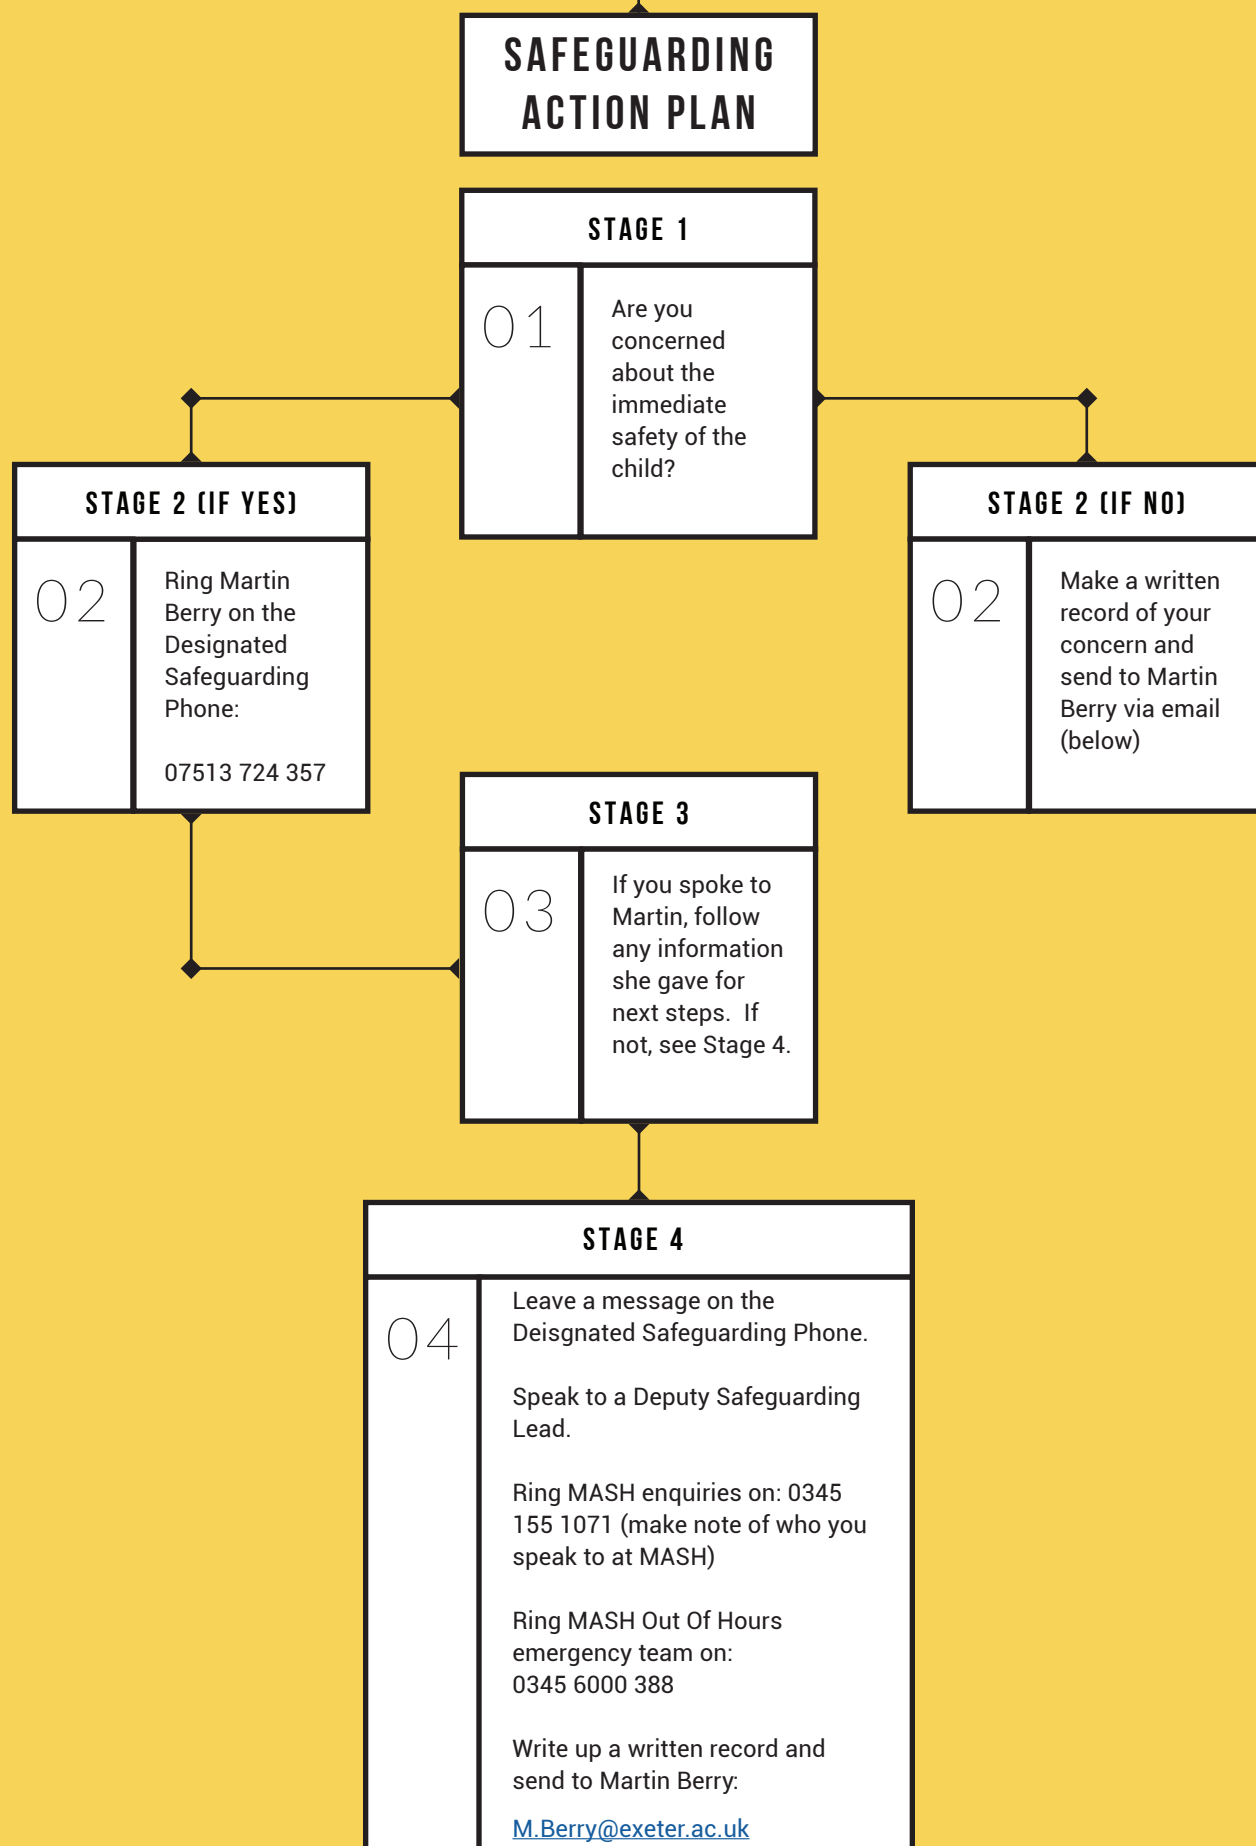 SAFEGUARDING
ACTION PLAN
STAGE 1
01
Are you
concerned
about the
immediate
safety of the
child?
STAGE 2 (IF YES)
02
Ring Martin
Berry on the
Designated
Safeguarding
Phone:
07513 724 357
STAGE 2 (IF NO)
02
Make a written
record of your
concern and
send to Martin
Berry via email
(below)
STAGE 3
03
If you spoke to
Martin, follow
any information
she gave for
next steps.  If
not, see Stage 4.
STAGE 4
04
Leave a message on the
Deisgnated Safeguarding Phone.
Speak to a Deputy Safeguarding
Lead.
Ring MASH enquiries on: 0345
155 1071 (make note of who you
speak to at MASH)
Ring MASH Out Of Hours
emergency team on:
0345 6000 388
Write up a written record and
send to Martin Berry:
M.Berry@exeter.ac.uk